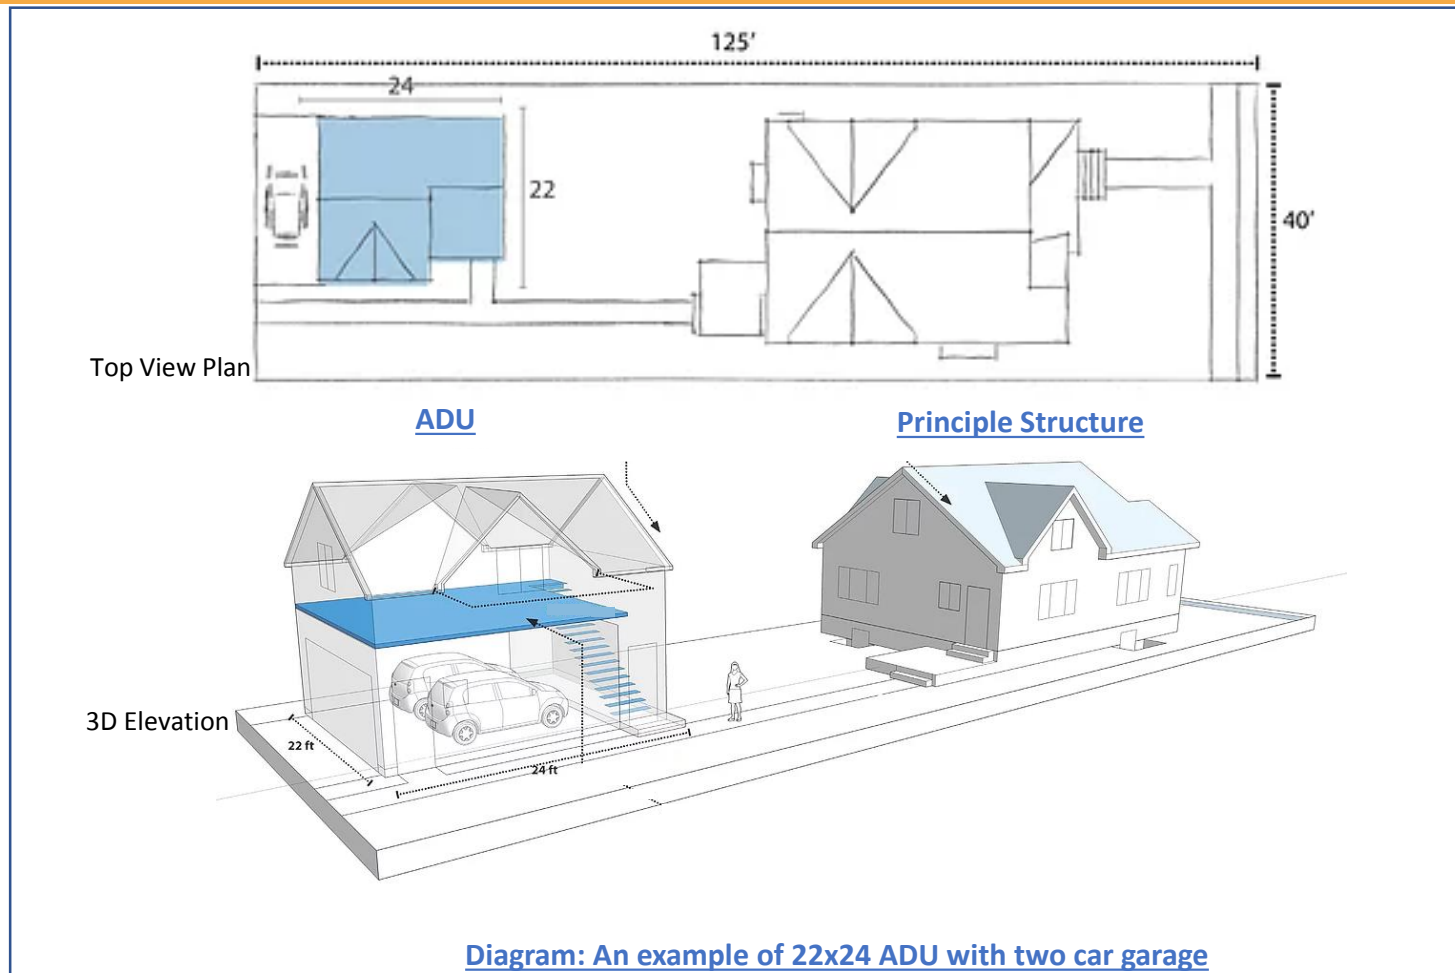 125'
24
22
40'
Top View Plan
ADU
Principle Structure
3D Elevation
22 ft
24 ft
Diagram: An example of 22x24 ADU with two car garage